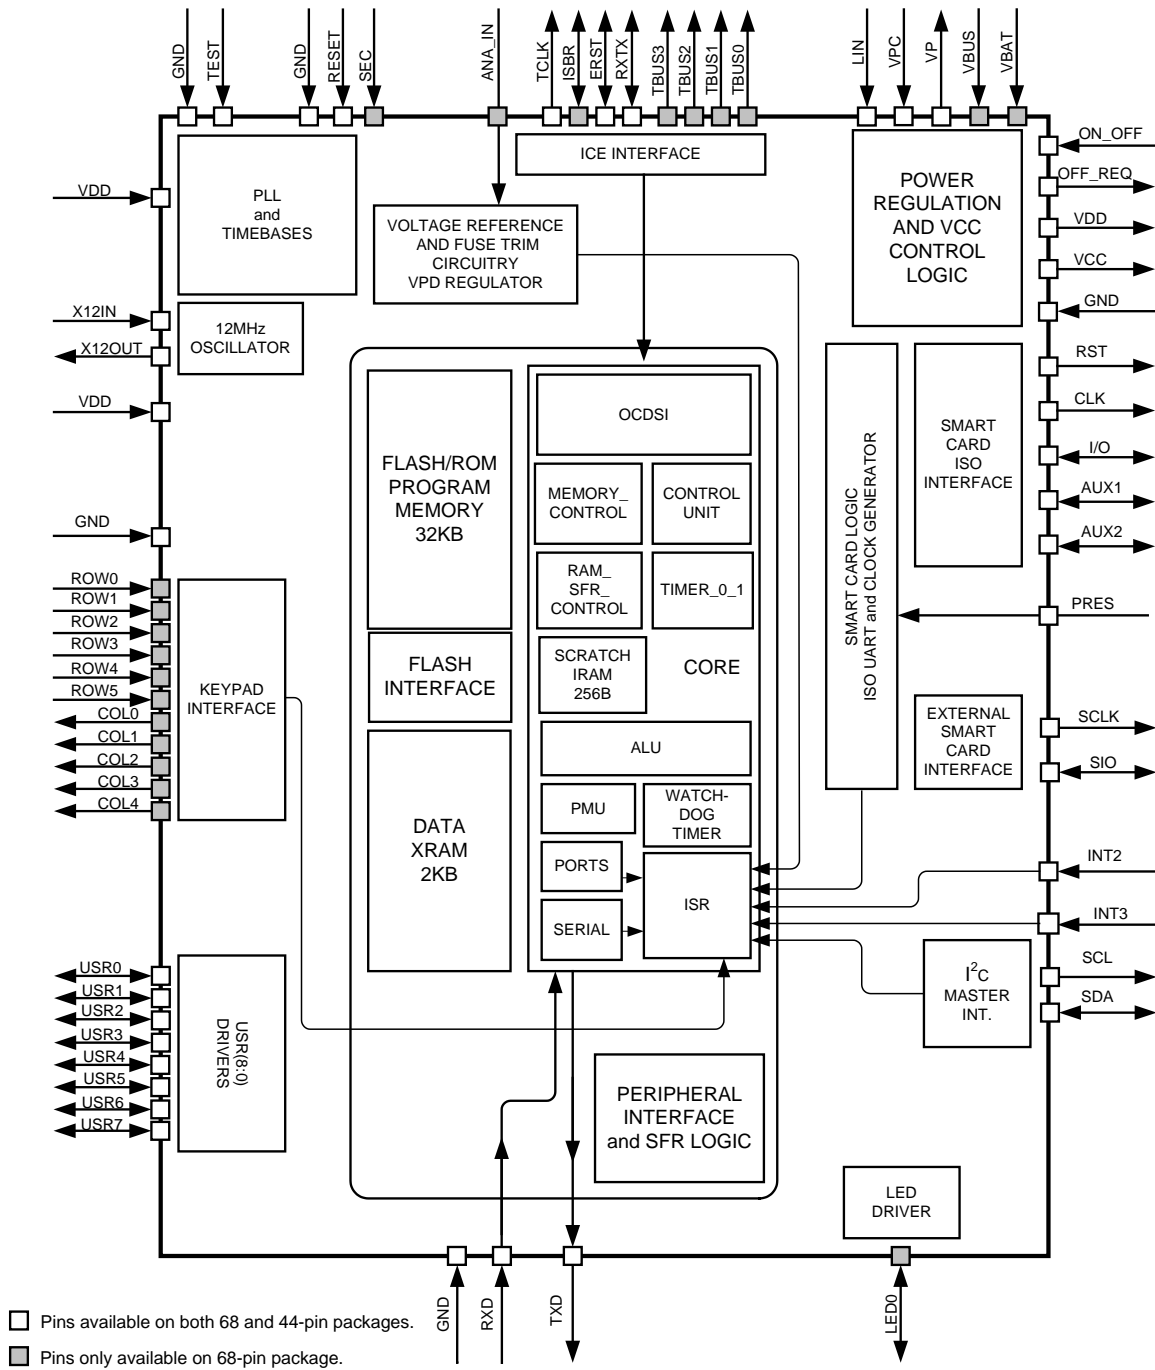 GND
TEST
GND
RESET
SEC
ANA_IN
TCLK
ISBR
ERST
RXTX
TBUS3
TBUS2
TBUS1
TBUS0
LIN
VPC
VP
VBUS
VBAT
VDD
X12IN
X12OUT
VDD
GND
ROW0
ROW1
ROW2
ROW3
ROW4
ROW5
COL0
COL1
COL2
COL3
COL4
USR0
USR1
USR2
USR3
USR4
USR5
USR6
USR7
PLL
and
TIMEBASES
12MHz
OSCILLATOR
KEYPAD
INTERFACE
USR(8:0)
DRIVERS
VOLTAGE REFERENCE
AND FUSE TRIM
CIRCUITRY
VPD REGULATOR
ICE INTERFACE
FLASH/ROM
PROGRAM
MEMORY
32KB
FLASH
INTERFACE
DATA
XRAM
2KB
OCDSI
MEMORY_
CONTROL
CONTROL
UNIT
RAM_
SFR_
CONTROL
TIMER_0_1
SCRATCH
IRAM
256B
CORE
ALU
PMU
WATCH-
DOG
TIMER
PORTS
SERIAL
ISR
PERIPHERAL
INTERFACE
and SFR LOGIC
POWER
REGULATION
AND VCC
CONTROL
LOGIC
SMART CARD LOGIC
ISO UART and CLOCK GENERATOR
SMART
CARD
ISO
INTERFACE
EXTERNAL
SMART
CARD
INTERFACE
I2C
MASTER
INT.
LED
DRIVER
ON_OFF
OFF_REQ
VDD
VCC
GND
RST
CLK
I/O
AUX1
AUX2
PRES
SCLK
SIO
INT2
INT3
SCL
SDA
GND
RXD
TXD
LED0
Pins available on both 68 and 44-pin packages.
Pins only available on 68-pin package.